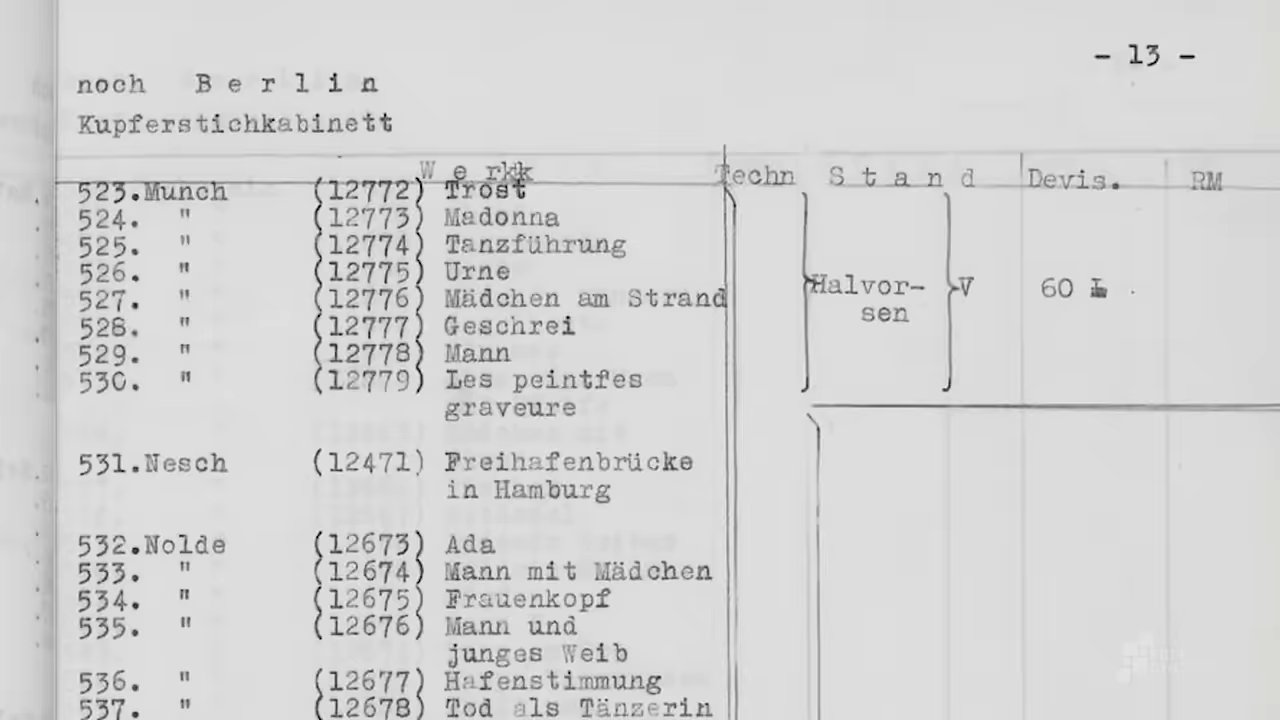 - 13 -
noch B e r l i n
Kupferstichkabinett
W e rkk Techn S t a n d Devis. RM
523.Munch (12772) Trost
524. " (12773) Madonna
525. " (12774) Tanzführung
526. " (12775) Urne
527. " (12776) Mädchen am Strand Halvor- V 60 L
528. " (12777) Geschrei sen
529. " (12778) Mann
530. " (12779) Les peintfes
graveure
531.Nesch (12471) Freihafenbrücke
in Hamburg
532.Nolde (12673) Ada
533. " (12674) Mann mit Mädchen
534. " (12675) Frauenkopf
535. " (12676) Mann und
junges Weib
536. " (12677) Hafenstimmung
537. " (12678) Tod als Tänzerin